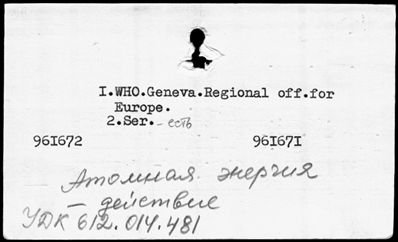 I.WHO.Geneva.Regional off.for
Europe.
2.Ser. - есть
96I672 96I67I
Атомная энергия
- действие
УДК 612.014.481